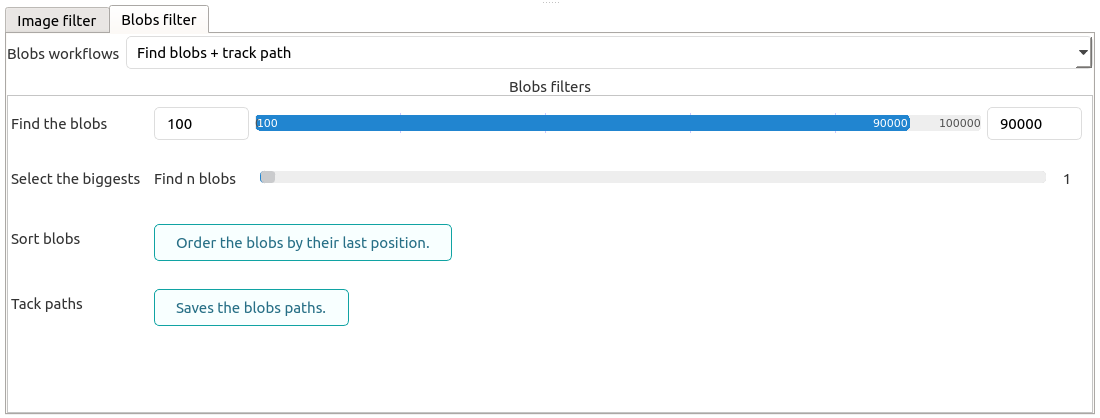 Image filter Blobs filter
Blobs workflows Find blobs + track path
Blobs filters
Find the blobs 100 100 90000 100000 90000
Select the biggests Find n blobs 1
Sort blobs Order the blobs by their last position.
Tack paths Saves the blobs paths.